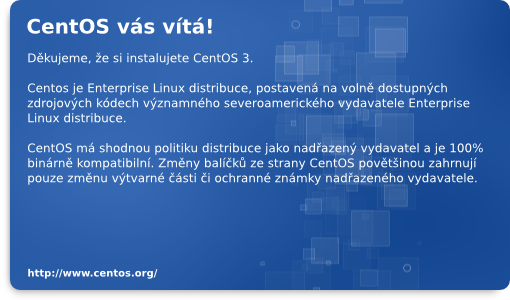 CentOS vás vítá!
Děkujeme, že si instalujete CentOS 3.
Centos je Enterprise Linux distribuce, postavená na volně dostupných
zdrojových kódech významného severoamerického vydavatele Enterprise
Linux distribuce.
CentOS má shodnou politiku distribuce jako nadřazený vydavatel a je 100%
binárně kompatibilní. Změny balíčků ze strany CentOS povětšinou zahrnují
pouze změnu výtvarné části či ochranné známky nadřazeného vydavatele.
http://www.centos.org/